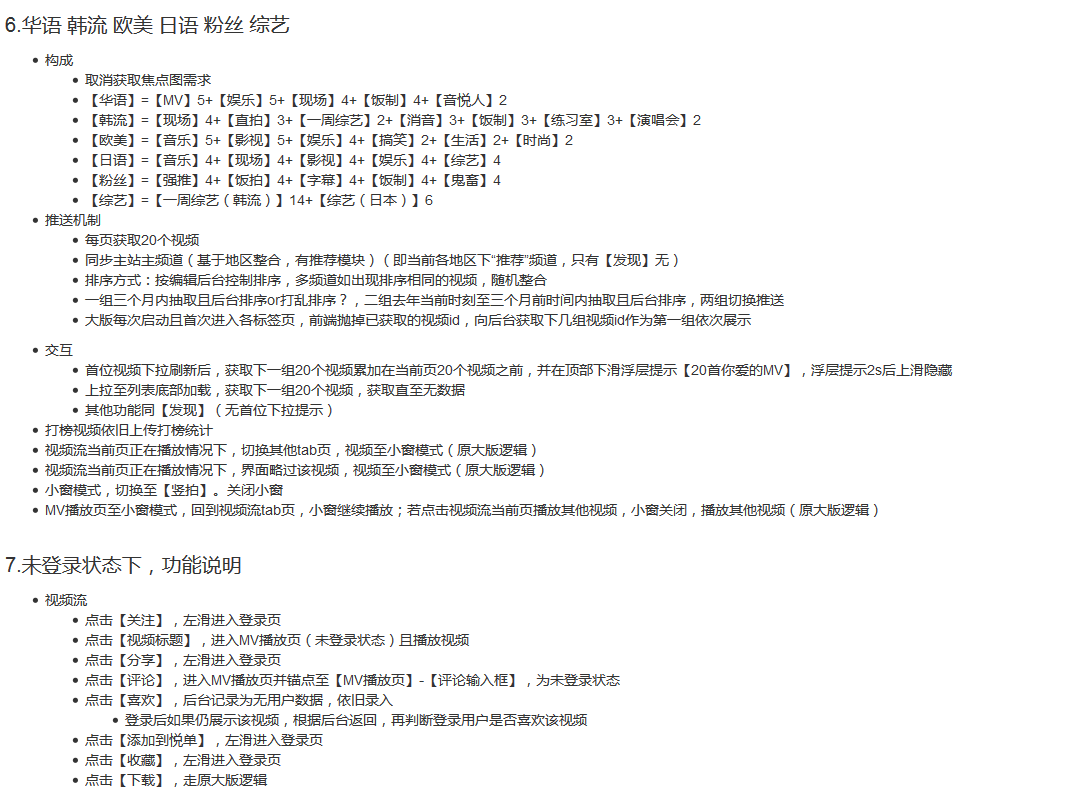 6.华语 韩流 欧美 日语 粉丝 综艺
构成
取消获取焦点图需求
【华语】=【MV】5+【娱乐】5+【现场】4+【饭制】4+【音悦人】2
【韩流】=【现场】4+【直拍】3+【一周综艺】2+【消音】3+【饭制】3+【练习室】3+【演唱会】2
【欧美】=【音乐】5+【影视】5+【娱乐】4+【搞笑】2+【生活】2+【时尚】2
【日语】=【音乐】4+【现场】4+【影视】4+【娱乐】4+【综艺】4
【粉丝】=【强推】4+【饭拍】4+【字幕】4+【饭制】4+【鬼畜】4
【综艺】=【一周综艺（韩流）】14+【综艺（日本）】6
推送机制
每页获取20个视频
同步主站主频道（基于地区整合，有推荐模块）（即当前各地区下“推荐”频道，只有【发现】无）
排序方式：按编辑后台控制排序，多频道如出现排序相同的视频，随机整合
一组三个月内抽取且后台排序or打乱排序？，二组去年当前时刻至三个月前时间内抽取且后台排序，两组切换推送
大版每次启动且首次进入各标签页，前端抛掉已获取的视频id，向后台获取下几组视频id作为第一组依次展示
交互
首位视频下拉刷新后，获取下一组20个视频累加在当前页20个视频之前，并在顶部下滑浮层提示【20首你爱的MV】，浮层提示2s后上滑隐藏
上拉至列表底部加载，获取下一组20个视频，获取直至无数据
其他功能同【发现】（无首位下拉提示）
打榜视频依旧上传打榜统计
视频流当前页正在播放情况下，切换其他tab页，视频至小窗模式（原大版逻辑）
视频流当前页正在播放情况下，界面略过该视频，视频至小窗模式（原大版逻辑）
小窗模式，切换至【竖拍】。关闭小窗
MV播放页至小窗模式，回到视频流tab页，小窗继续播放；若点击视频流当前页播放其他视频，小窗关闭，播放其他视频（原大版逻辑）
7.未登录状态下，功能说明
视频流
点击【关注】，左滑进入登录页
点击【视频标题】，进入MV播放页（未登录状态）且播放视频
点击【分享】，左滑进入登录页
点击【评论】，进入MV播放页并锚点至【MV播放页】-【评论输入框】，为未登录状态
点击【喜欢】，后台记录为无用户数据，依旧录入
登录后如果仍展示该视频，根据后台返回，再判断登录用户是否喜欢该视频
点击【添加到悦单】，左滑进入登录页
点击【收藏】，左滑进入登录页
点击【下载】，走原大版逻辑